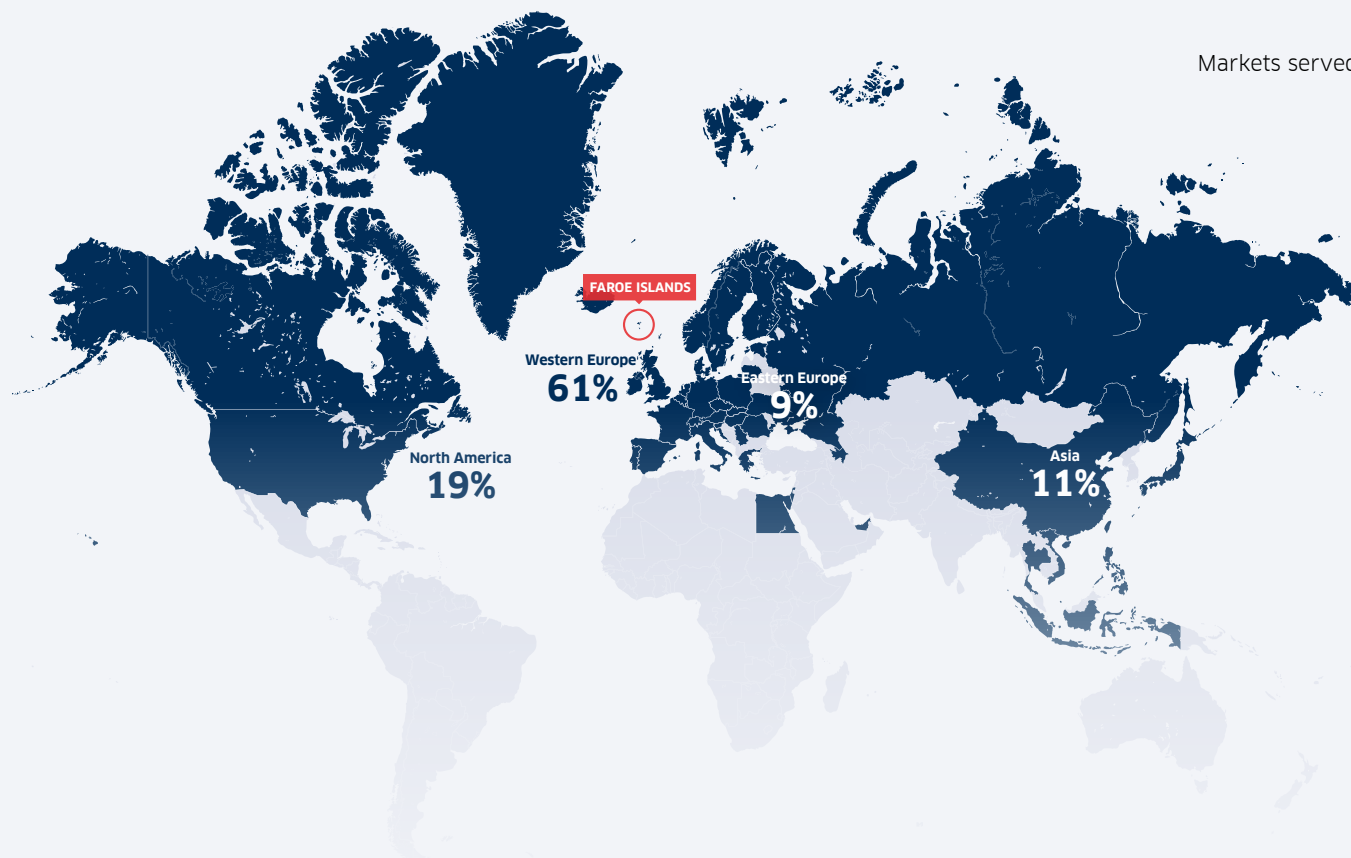 Markets served
FAROE ISLANDS
Western Europe
61%
Eastern Europe
9%
North America
19%
Asia
11%